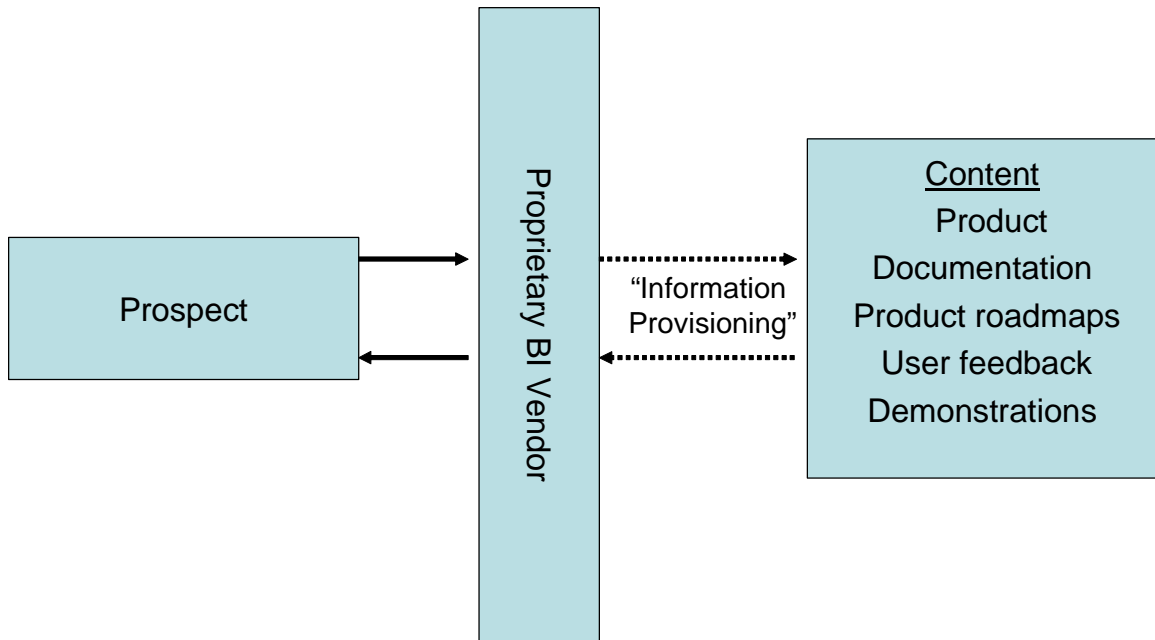 Prospect
Proprietary BI Vendor
“Information
Provisioning”
Content
Product
Documentation
Product roadmaps
User feedback
Demonstrations